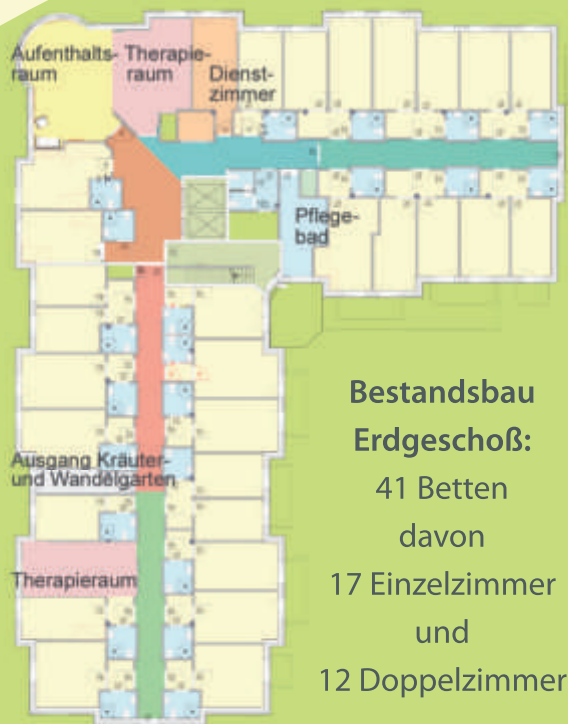 Aufenthalts-
raum
Therapie-
raum
Dienst-
zimmer
Pflege-
bad
Ausgang Kräuter-
und Wandelgarten
Therapieraum
Bestandsbau
Erdgeschoß:
41 Betten
davon
17 Einzelzimmer
und
12 Doppelzimmer